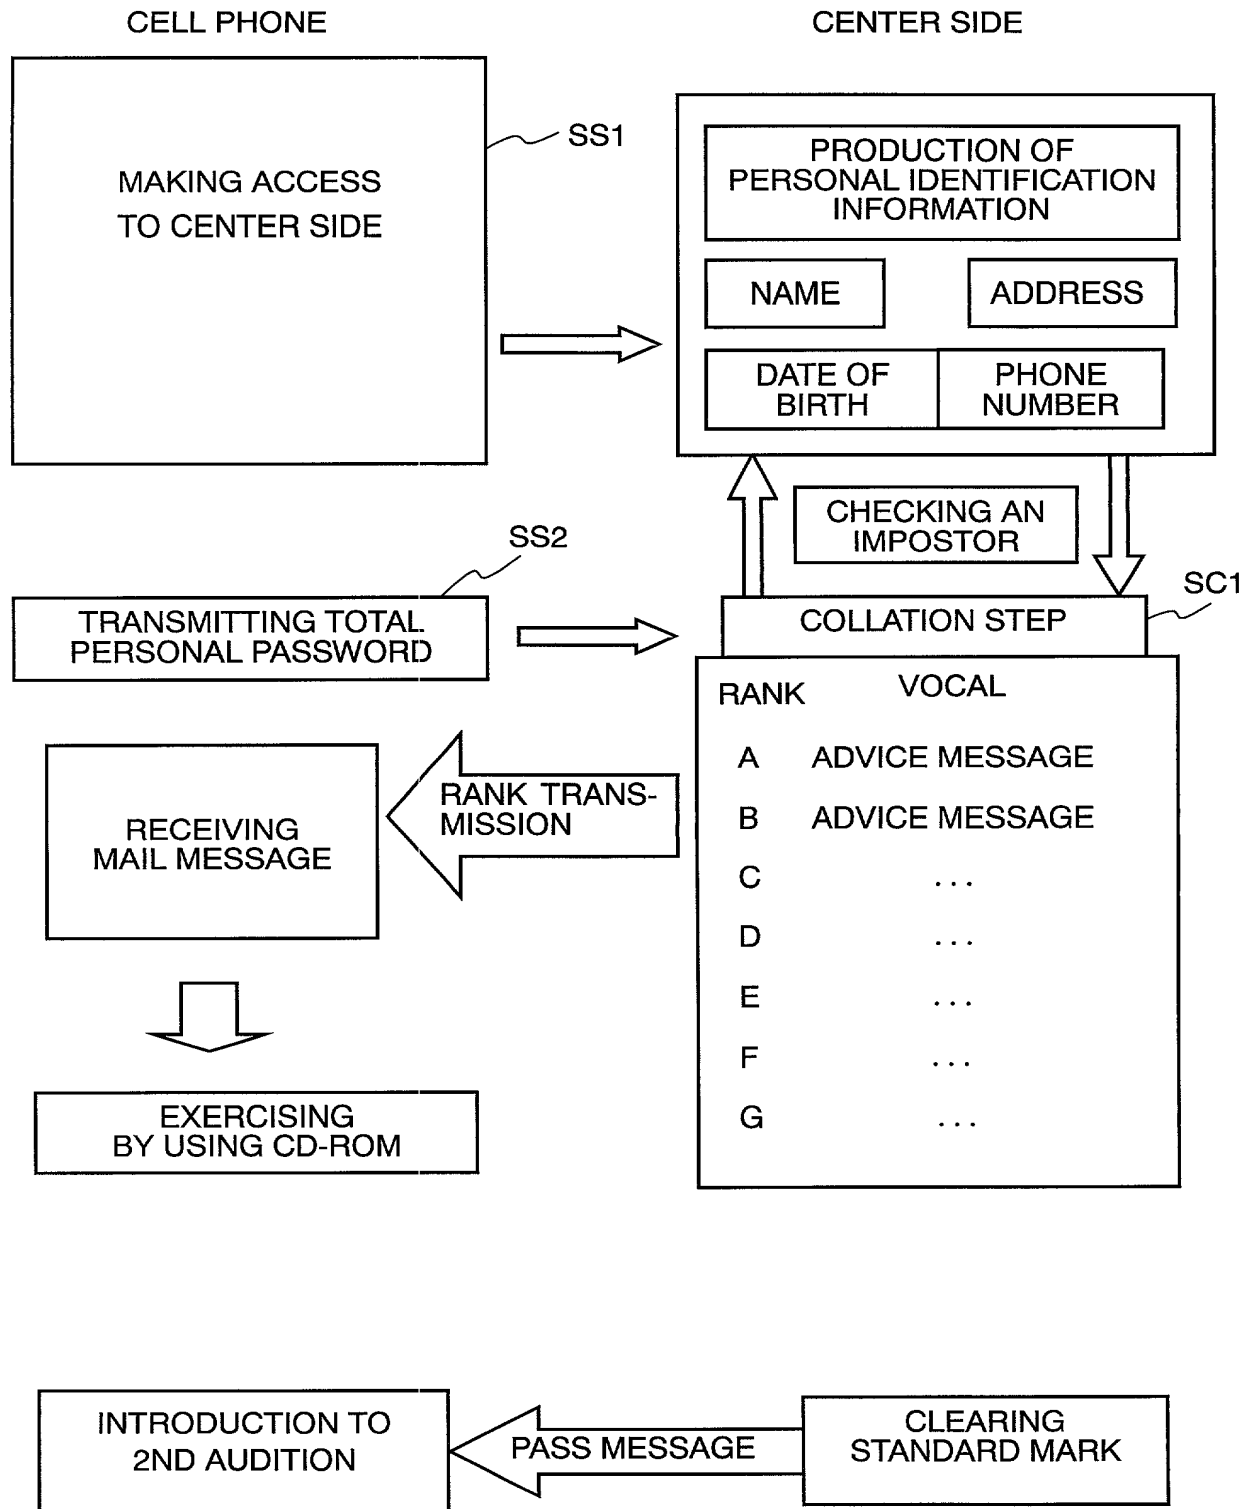 CELL PHONE
CENTER SIDE
MAKING ACCESS
TO CENTER SIDE
SS1
PRODUCTION OF
PERSONAL IDENTIFICATION
INFORMATION
NAME
ADDRESS
DATE OF
BIRTH
PHONE
NUMBER
CHECKING AN
IMPOSTOR
SS2
TRANSMITTING TOTAL
PERSONAL PASSWORD
COLLATION STEP
SC1
RANK
VOCAL
A ADVICE MESSAGE
B ADVICE MESSAGE
C ...
D ...
E ...
F ...
G ...
RANK TRANS-
MISSION
RECEIVING
MAIL MESSAGE
EXERCISING
BY USING CD-ROM
INTRODUCTION TO
2ND AUDITION
PASS MESSAGE
CLEARING
STANDARD MARK